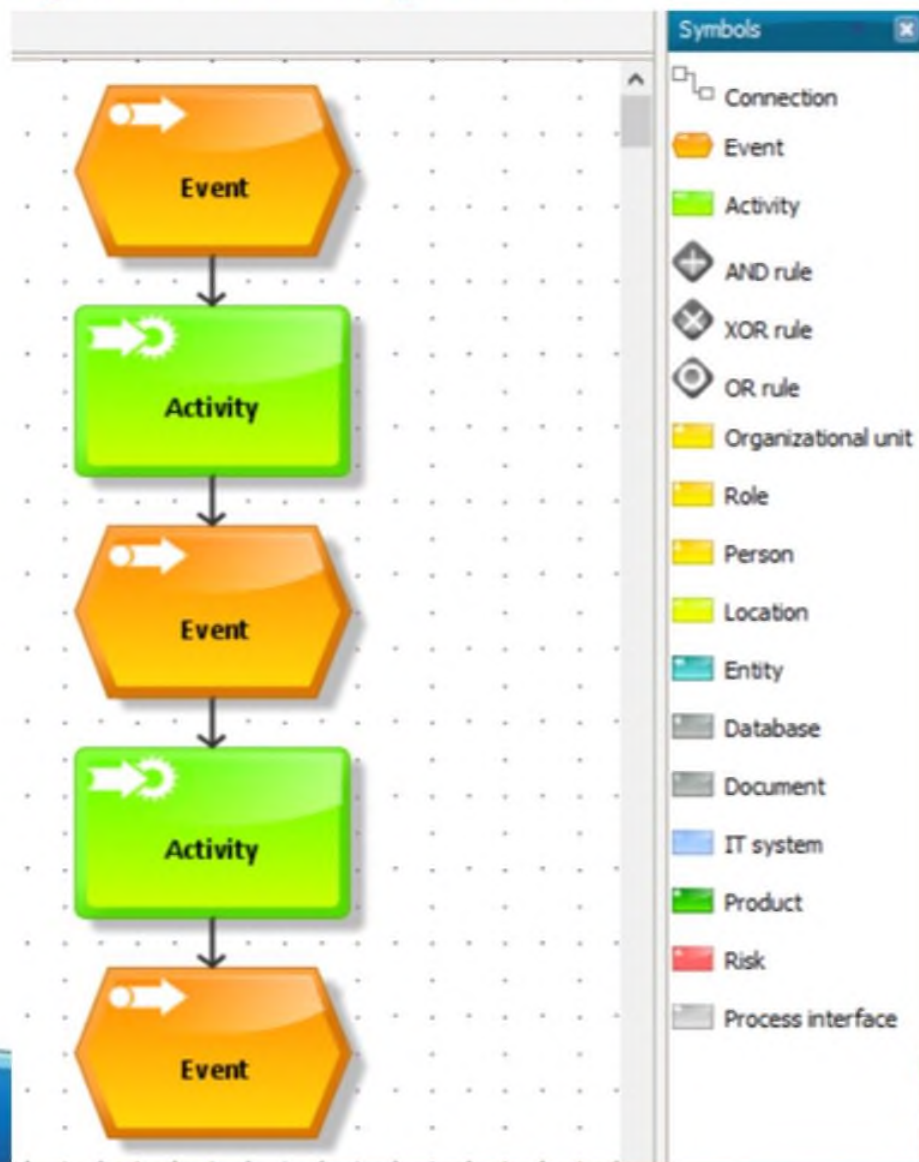 Event
Activity
Event
Activity
Event
Symbols
Connection
Event
Activity
AND rule
XOR rule
OR rule
Organizational unit
Role
Person
Location
Entity
Database
Document
IT system
Product
Risk
Process interface